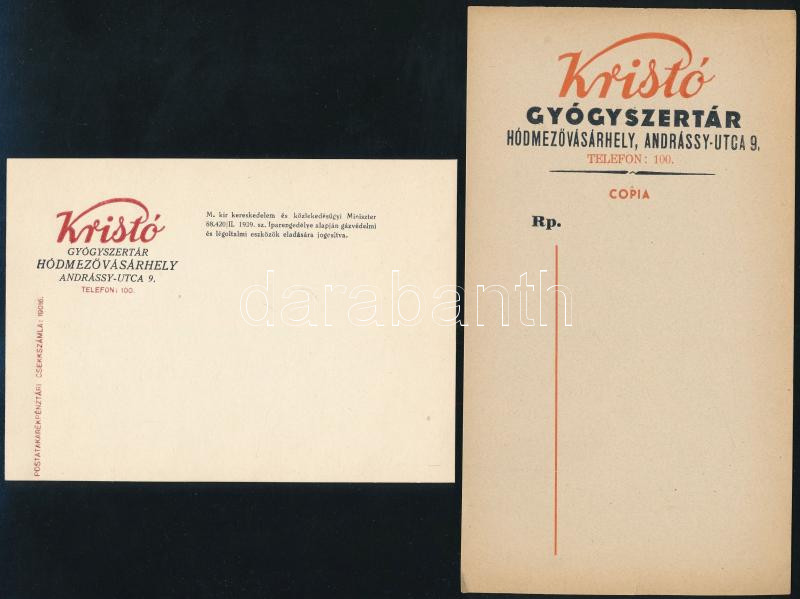 Kristó
GYÓGYSZERTÁR
HÓDMEZŐVÁSÁRHELY
ANDRÁSSY-UTCA 9.
TELEFON: 100.
M. kir kereskedelem és közlekedésügyi Miniszter
68.420/II. 1939. sz. Iparengedélye alapján gázvédelmi
és légoltalmi eszközök eladására jogosítva.
POSTATAKARÉKPÉNZTÁRI CSEKKSZÁMLA: 19016.
Kristó
GYÓGYSZERTÁR
HÓDMEZŐVÁSÁRHELY, ANDRÁSSY-UTCA 9.
TELEFON: 100.
COPIA
Rp.
darabanth